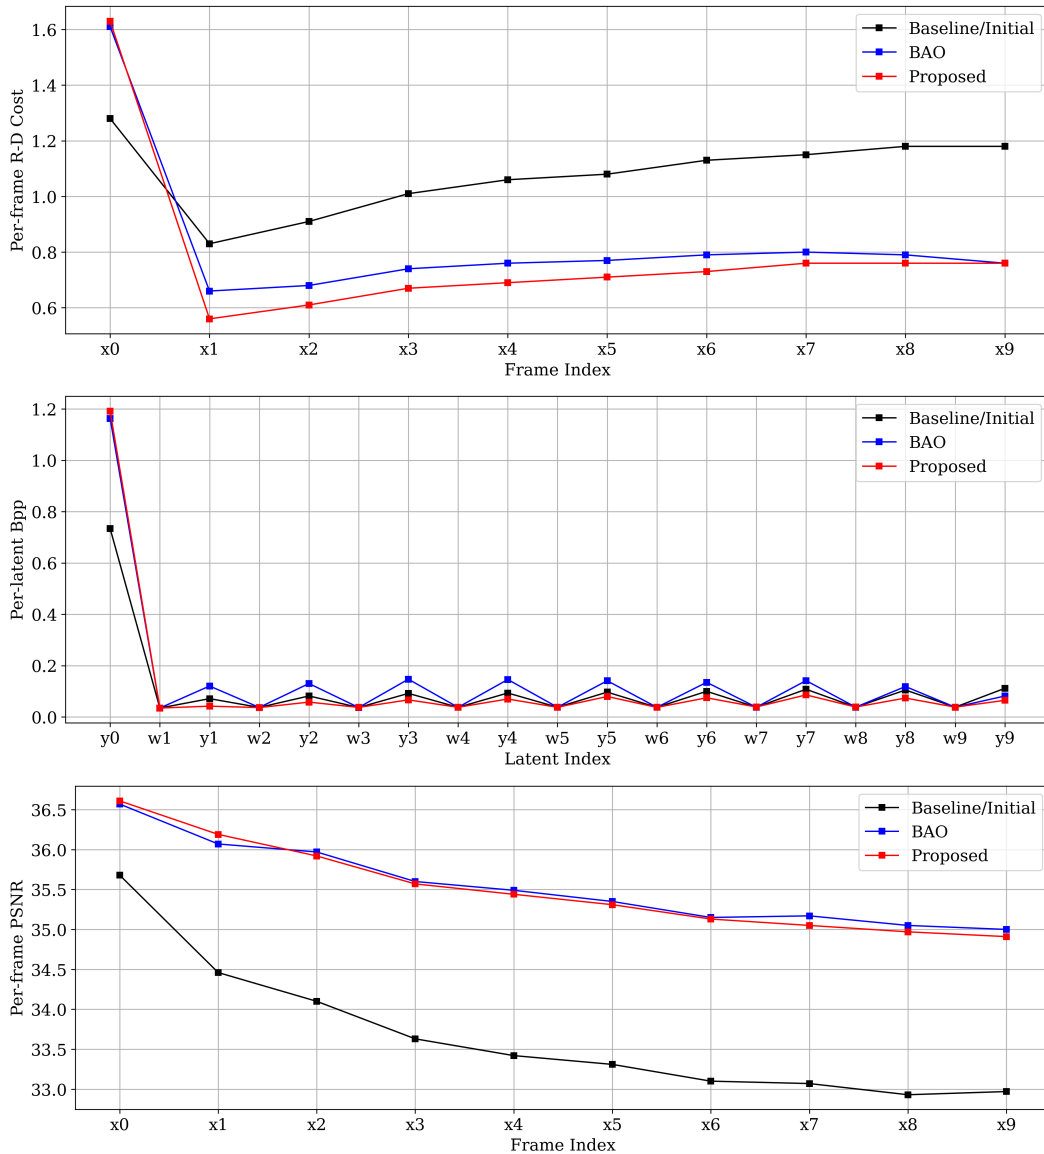 Per-frame R-D Cost
1.6
1.4
1.2
1.0
0.8
0.6
Baseline/Initial
BAO
Proposed
x0 x1 x2 x3 x4 x5 x6 x7 x8 x9
Frame Index
Per-latent Bpp
1.2
1.0
0.8
0.6
0.4
0.2
0.0
Baseline/Initial
BAO
Proposed
y0 w1 y1 w2 y2 w3 y3 w4 y4 w5 y5 w6 y6 w7 y7 w8 y8 w9 y9
Latent Index
Per-frame PSNR
36.5
36.0
35.5
35.0
34.5
34.0
33.5
33.0
Baseline/Initial
BAO
Proposed
x0 x1 x2 x3 x4 x5 x6 x7 x8 x9
Frame Index